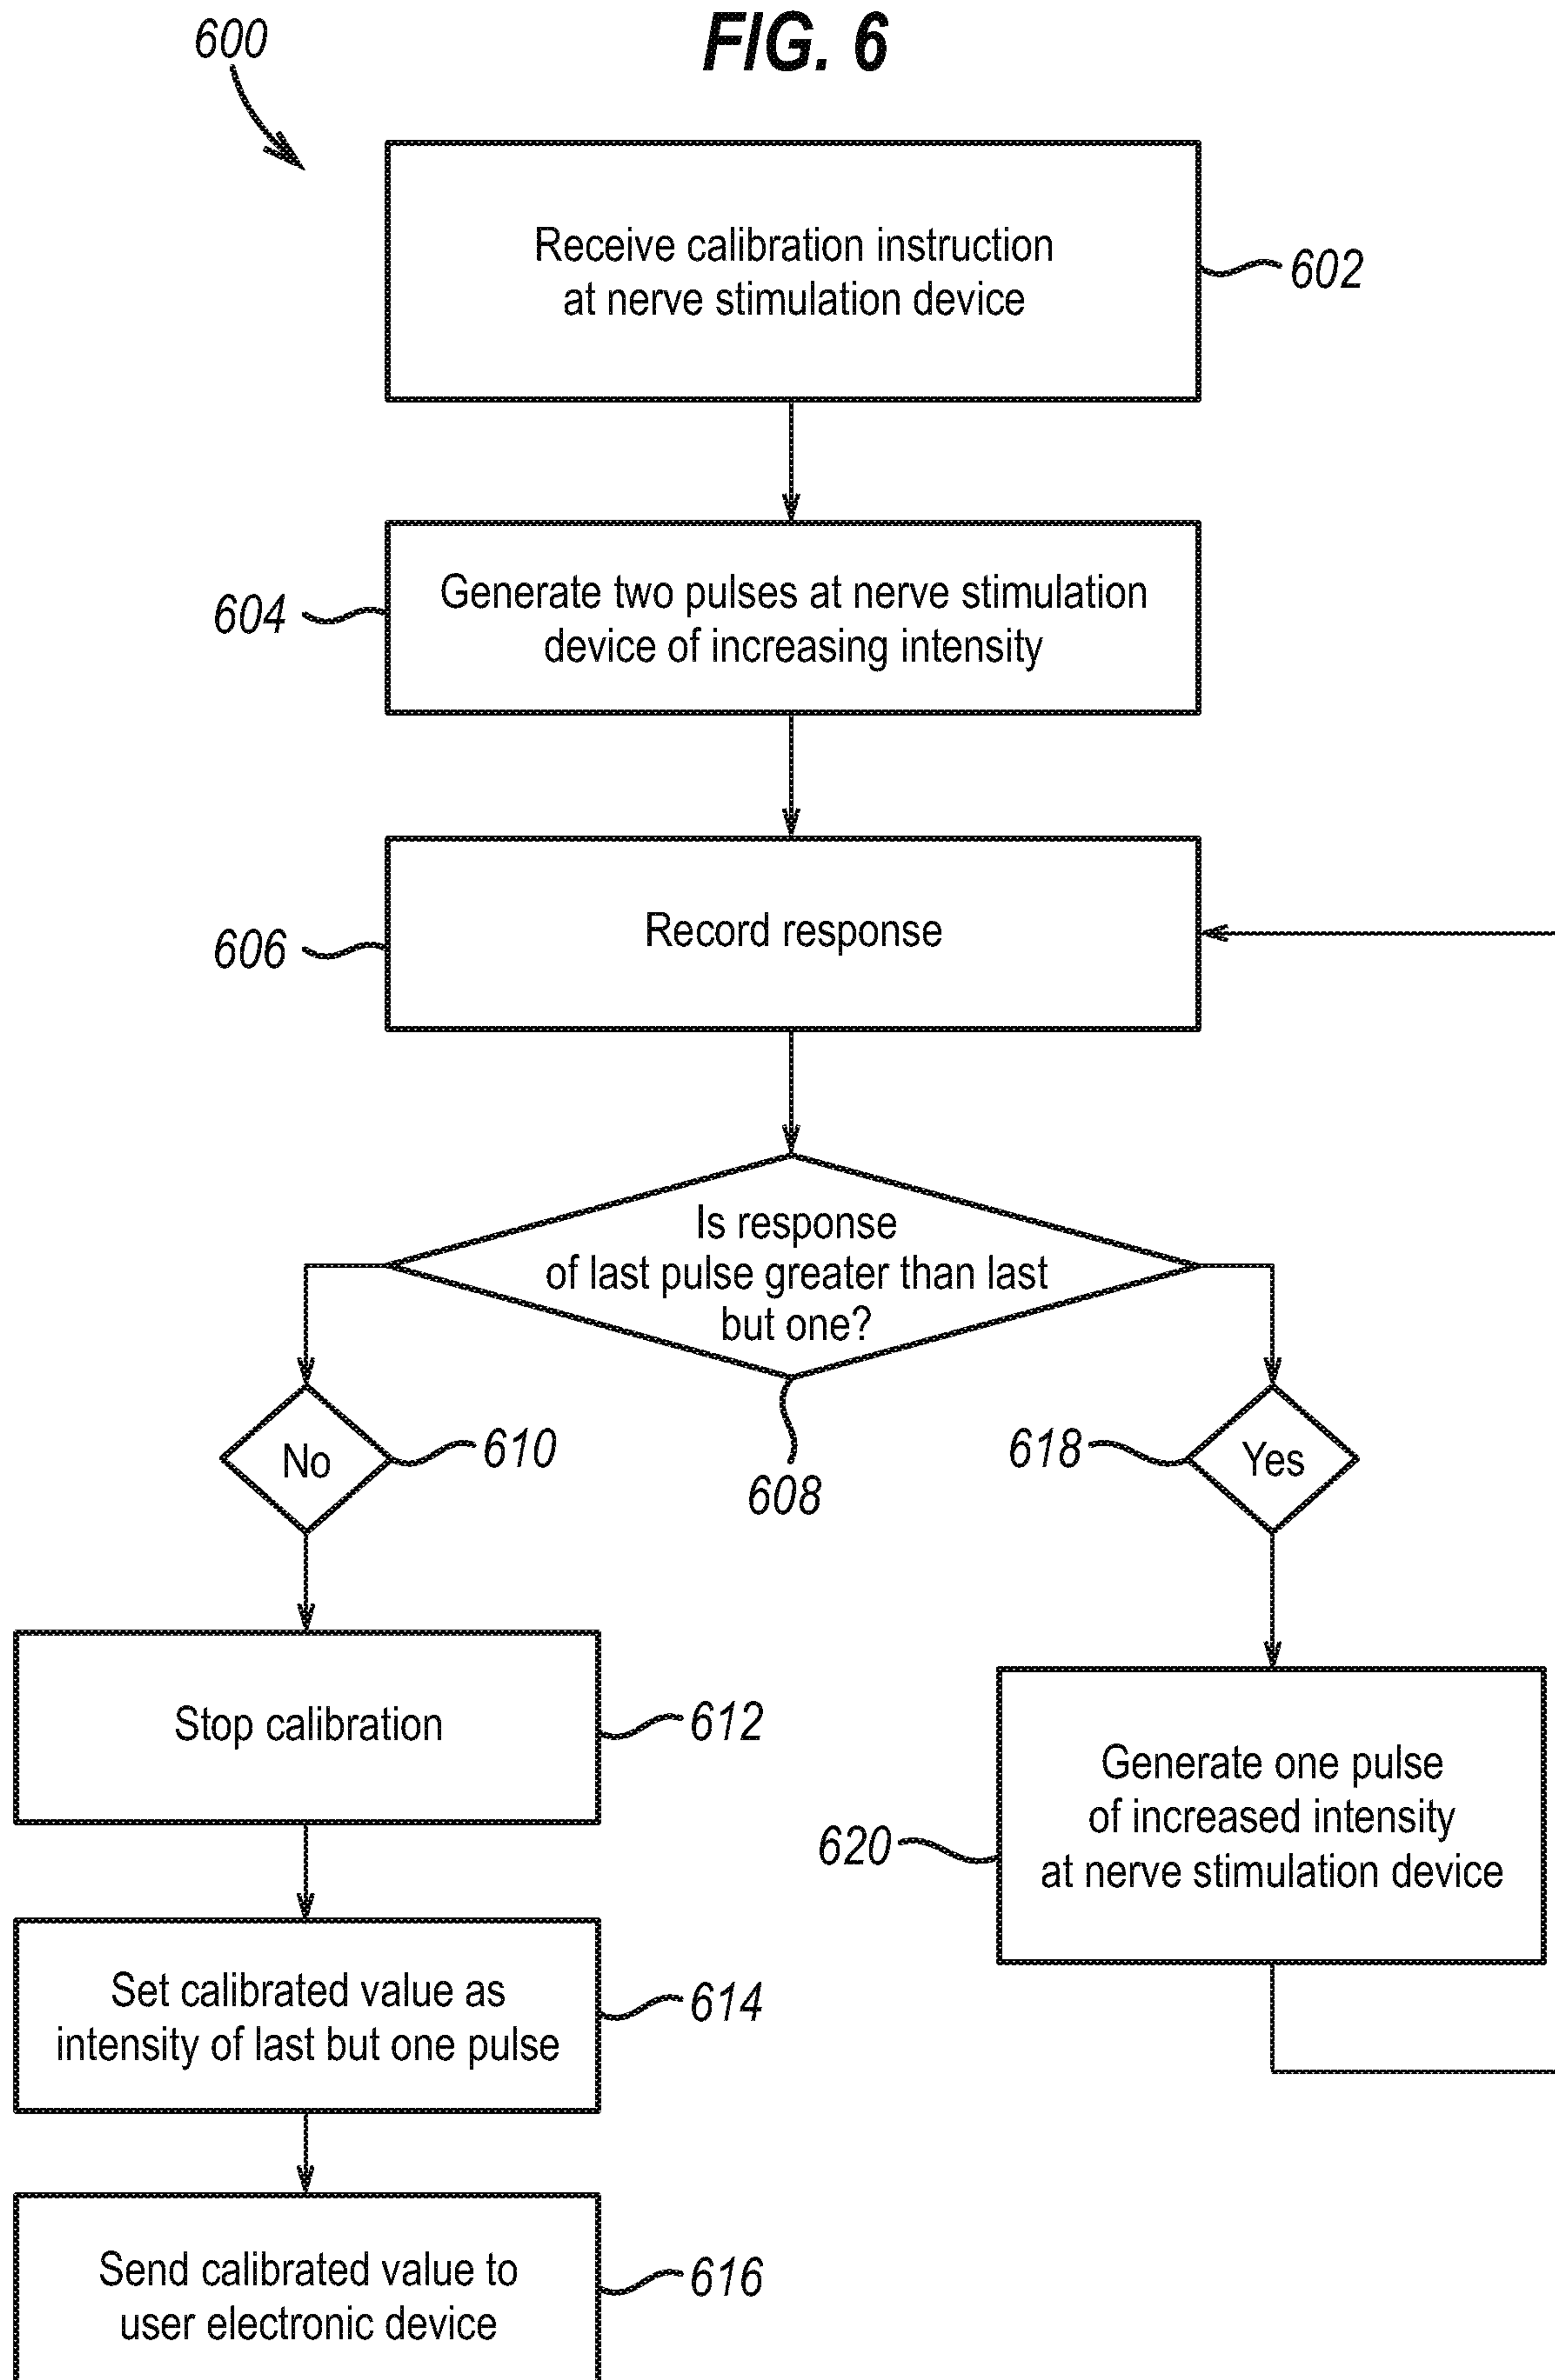 FIG. 6
600
Receive calibration instruction
at nerve stimulation device
602
Generate two pulses at nerve stimulation
device of increasing intensity
604
Record response
606
Is response
of last pulse greater than last
but one?
608
No
610
618
Yes
Stop calibration
612
Generate one pulse
of increased intensity
at nerve stimulation device
620
Set calibrated value as
intensity of last but one pulse
614
Send calibrated value to
user electronic device
616